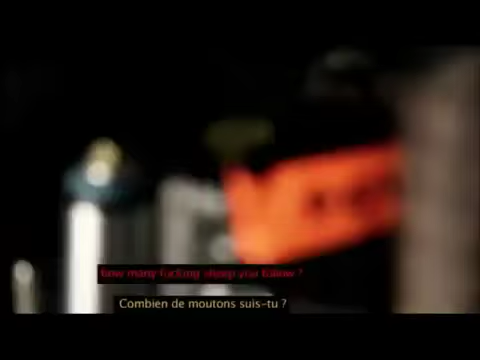 how many fucking sheep you follow ?
Combien de moutons suis-tu ?